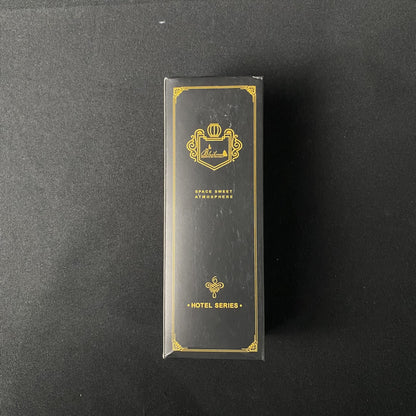 SPACE SWEET
ATMOSPHERE
• HOTEL SERIES •